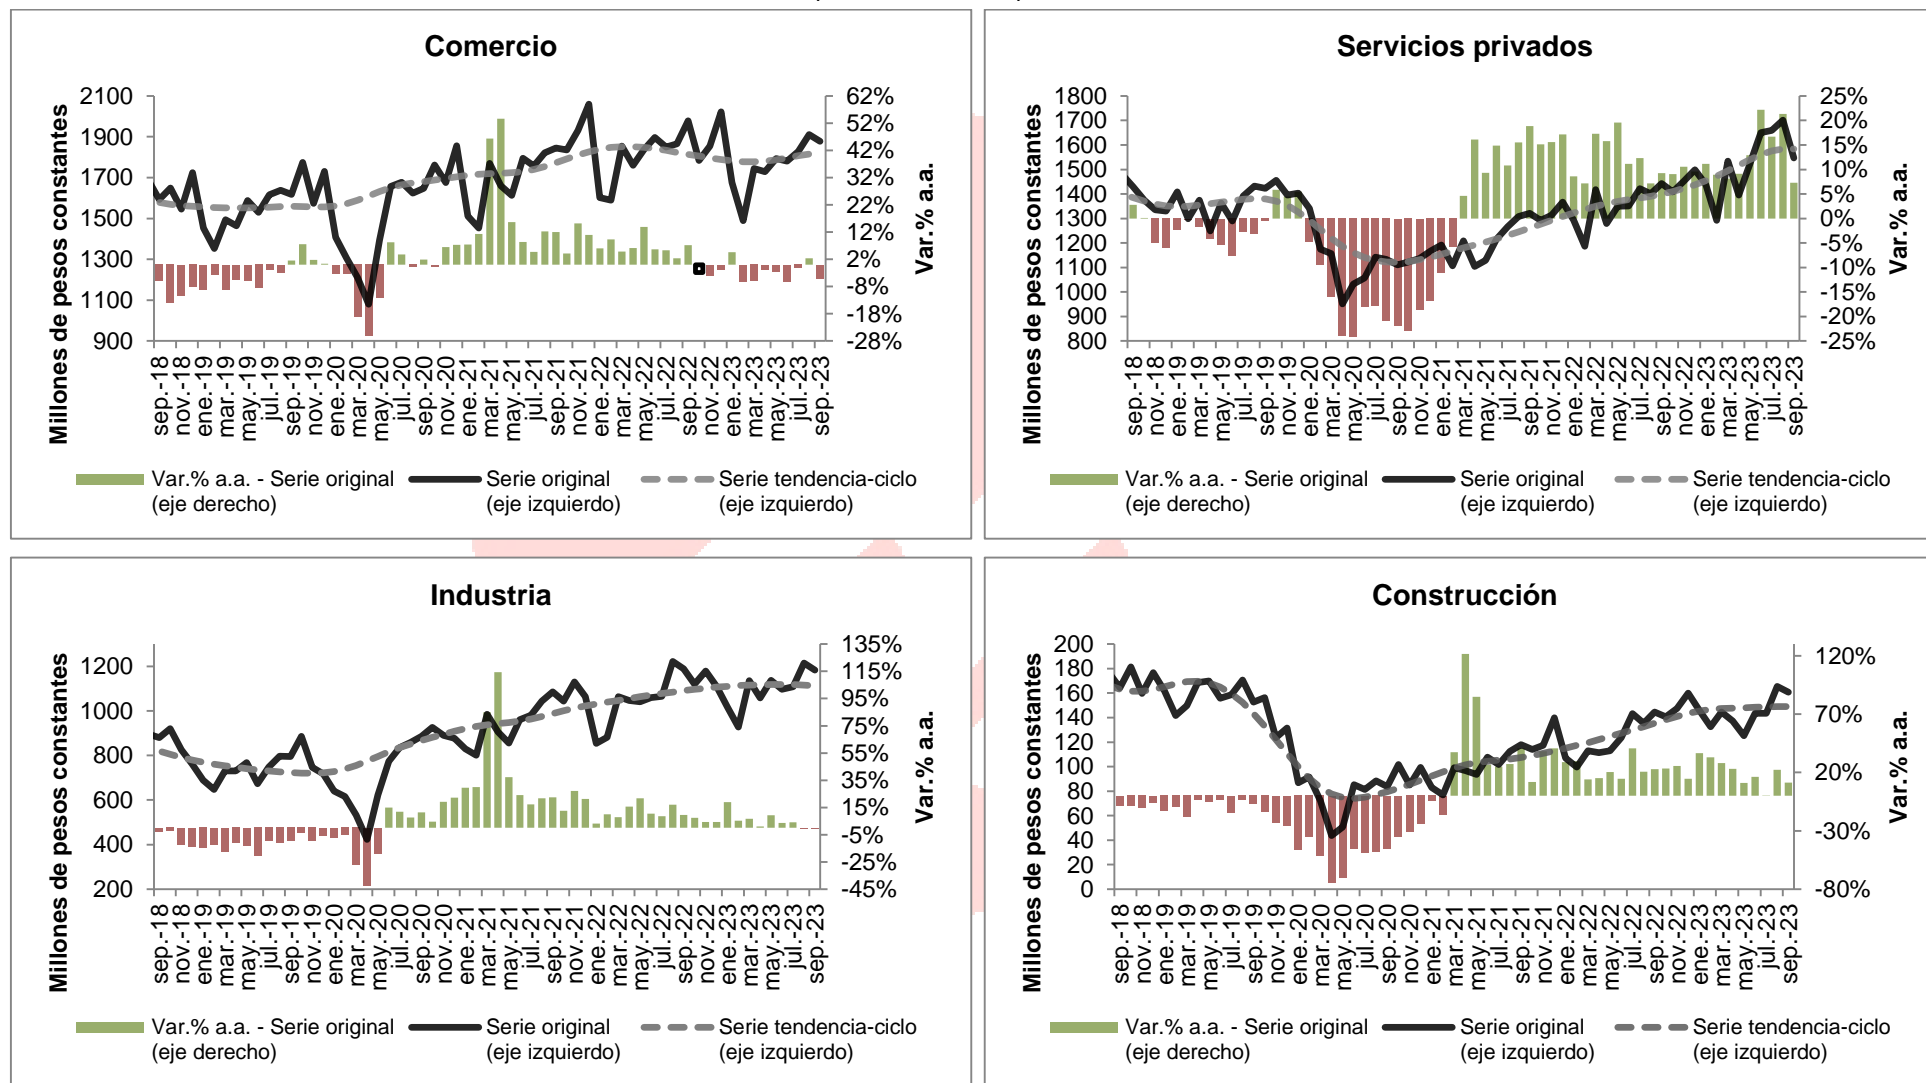 Comercio
Millones de pesos constantes
2100
1900
1700
1500
1300
1100
900
62%
52%
42%
32%
22%
12%
2%
-8%
-18%
-28%
Var.% a.a.
sep.-18
nov.-18
ene.-19
mar.-19
may.-19
jul.-19
sep.-19
nov.-19
ene.-20
mar.-20
may.-20
jul.-20
sep.-20
nov.-20
ene.-21
mar.-21
may.-21
jul.-21
sep.-21
nov.-21
ene.-22
mar.-22
may.-22
jul.-22
sep.-22
nov.-22
ene.-23
mar.-23
may.-23
jul.-23
sep.-23
Var.% a.a. - Serie original
(eje derecho)
Serie original
(eje izquierdo)
Serie tendencia-ciclo
(eje izquierdo)
Servicios privados
Millones de pesos constantes
1800
1700
1600
1500
1400
1300
1200
1100
1000
900
800
25%
20%
15%
10%
5%
0%
-5%
-10%
-15%
-20%
-25%
Var.% a.a.
sep.-18
nov.-18
ene.-19
mar.-19
may.-19
jul.-19
sep.-19
nov.-19
ene.-20
mar.-20
may.-20
jul.-20
sep.-20
nov.-20
ene.-21
mar.-21
may.-21
jul.-21
sep.-21
nov.-21
ene.-22
mar.-22
may.-22
jul.-22
sep.-22
nov.-22
ene.-23
mar.-23
may.-23
jul.-23
sep.-23
Var.% a.a. - Serie original
(eje derecho)
Serie original
(eje izquierdo)
Serie tendencia-ciclo
(eje izquierdo)
Industria
Millones de pesos constantes
1200
1000
800
600
400
200
135%
115%
95%
75%
55%
35%
15%
-5%
-25%
-45%
Var.% a.a.
sep.-18
nov.-18
ene.-19
mar.-19
may.-19
jul.-19
sep.-19
nov.-19
ene.-20
mar.-20
may.-20
jul.-20
sep.-20
nov.-20
ene.-21
mar.-21
may.-21
jul.-21
sep.-21
nov.-21
ene.-22
mar.-22
may.-22
jul.-22
sep.-22
nov.-22
ene.-23
mar.-23
may.-23
jul.-23
sep.-23
Var.% a.a. - Serie original
(eje derecho)
Serie original
(eje izquierdo)
Serie tendencia-ciclo
(eje izquierdo)
Construcción
Millones de pesos constantes
200
180
160
140
120
100
80
60
40
20
0
120%
70%
20%
-30%
-80%
Var.% a.a.
sep.-18
nov.-18
ene.-19
mar.-19
may.-19
jul.-19
sep.-19
nov.-19
ene.-20
mar.-20
may.-20
jul.-20
sep.-20
nov.-20
ene.-21
mar.-21
may.-21
jul.-21
sep.-21
nov.-21
ene.-22
mar.-22
may.-22
jul.-22
sep.-22
nov.-22
ene.-23
mar.-23
may.-23
jul.-23
sep.-23
Var.% a.a. - Serie original
(eje derecho)
Serie original
(eje izquierdo)
Serie tendencia-ciclo
(eje izquierdo)